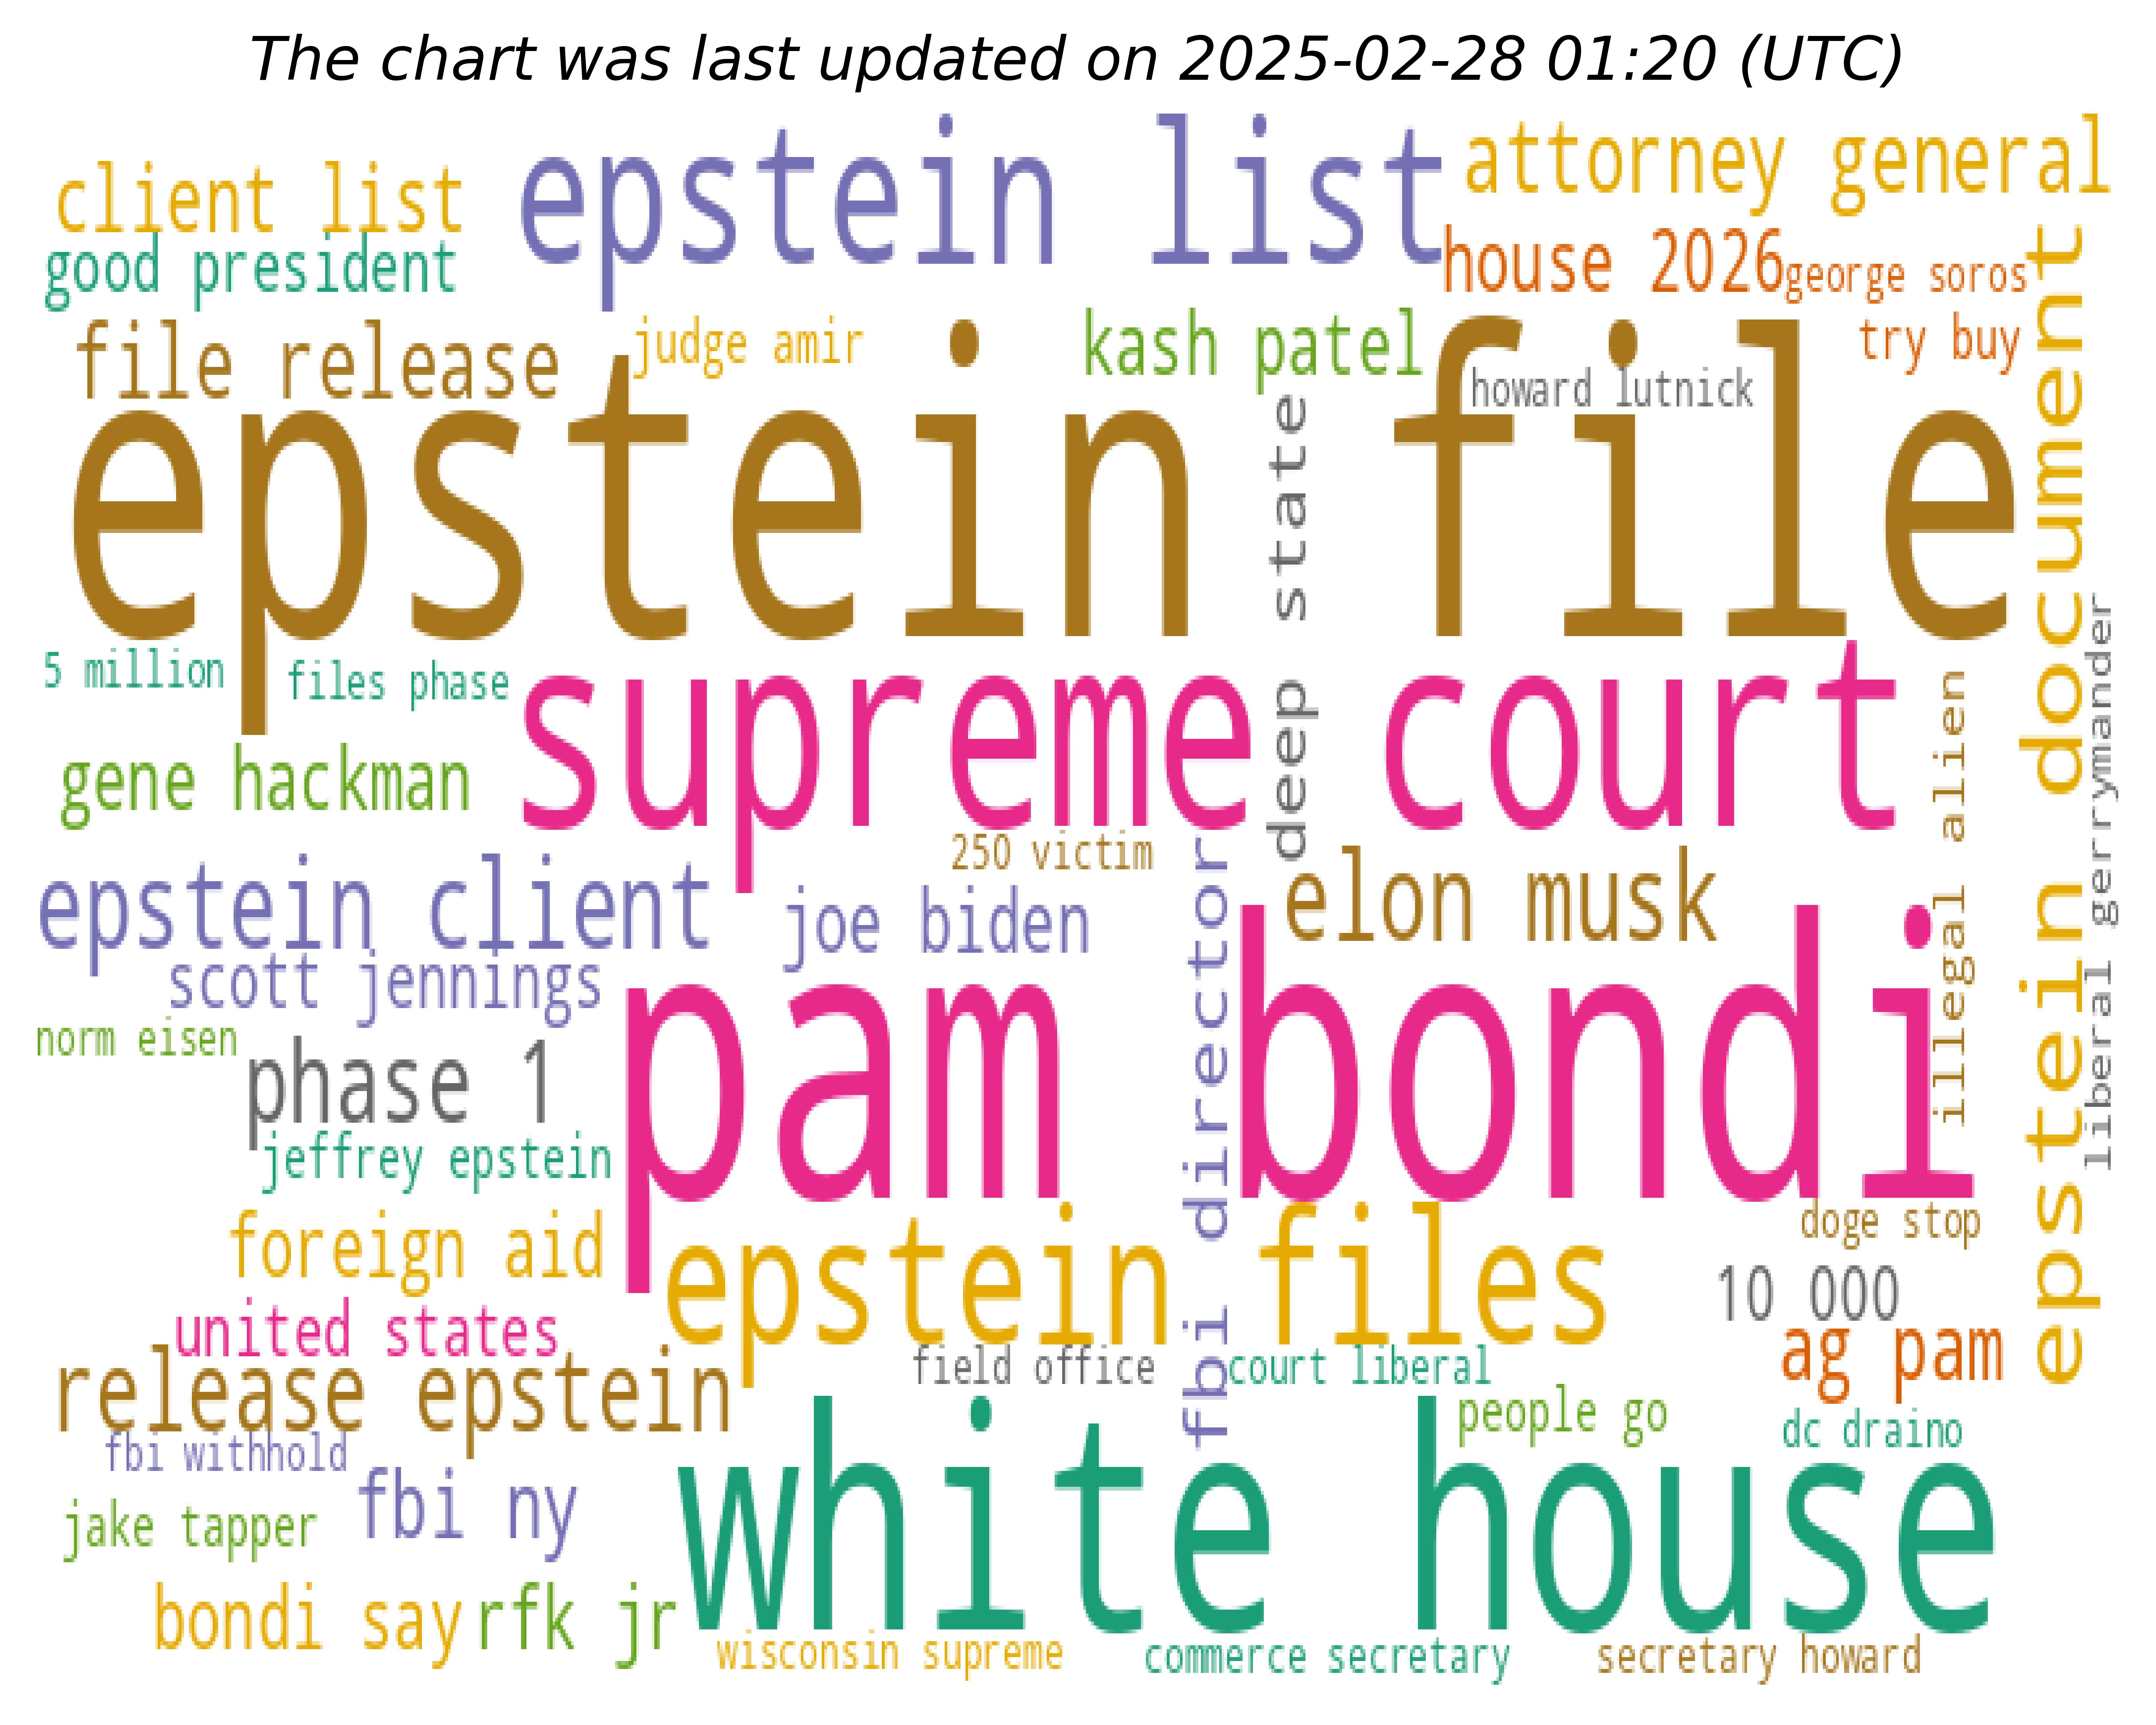 The chart was last updated on 2025-02-28 01:20 (UTC)
client list
epstein list
attorney general
good president
house 2026
george soros
file release
judge amir
kash patel
try buy
howard lutnick
epstein file
deep state
epstein document
5 million
files phase
supreme court
illegal alien
liberal gerrymander
gene hackman
250 victim
epstein client
joe biden
elon musk
fbi director
scott jennings
norm eisen
pam bondi
phase 1
jeffrey epstein
foreign aid
epstein files
doge stop
10 000
united states
ag pam
release epstein
field office
court liberal
people go
dc draino
fbi withhold
white house
fbi ny
jake tapper
bondi say
rfk jr
wisconsin supreme
commerce secretary
secretary howard